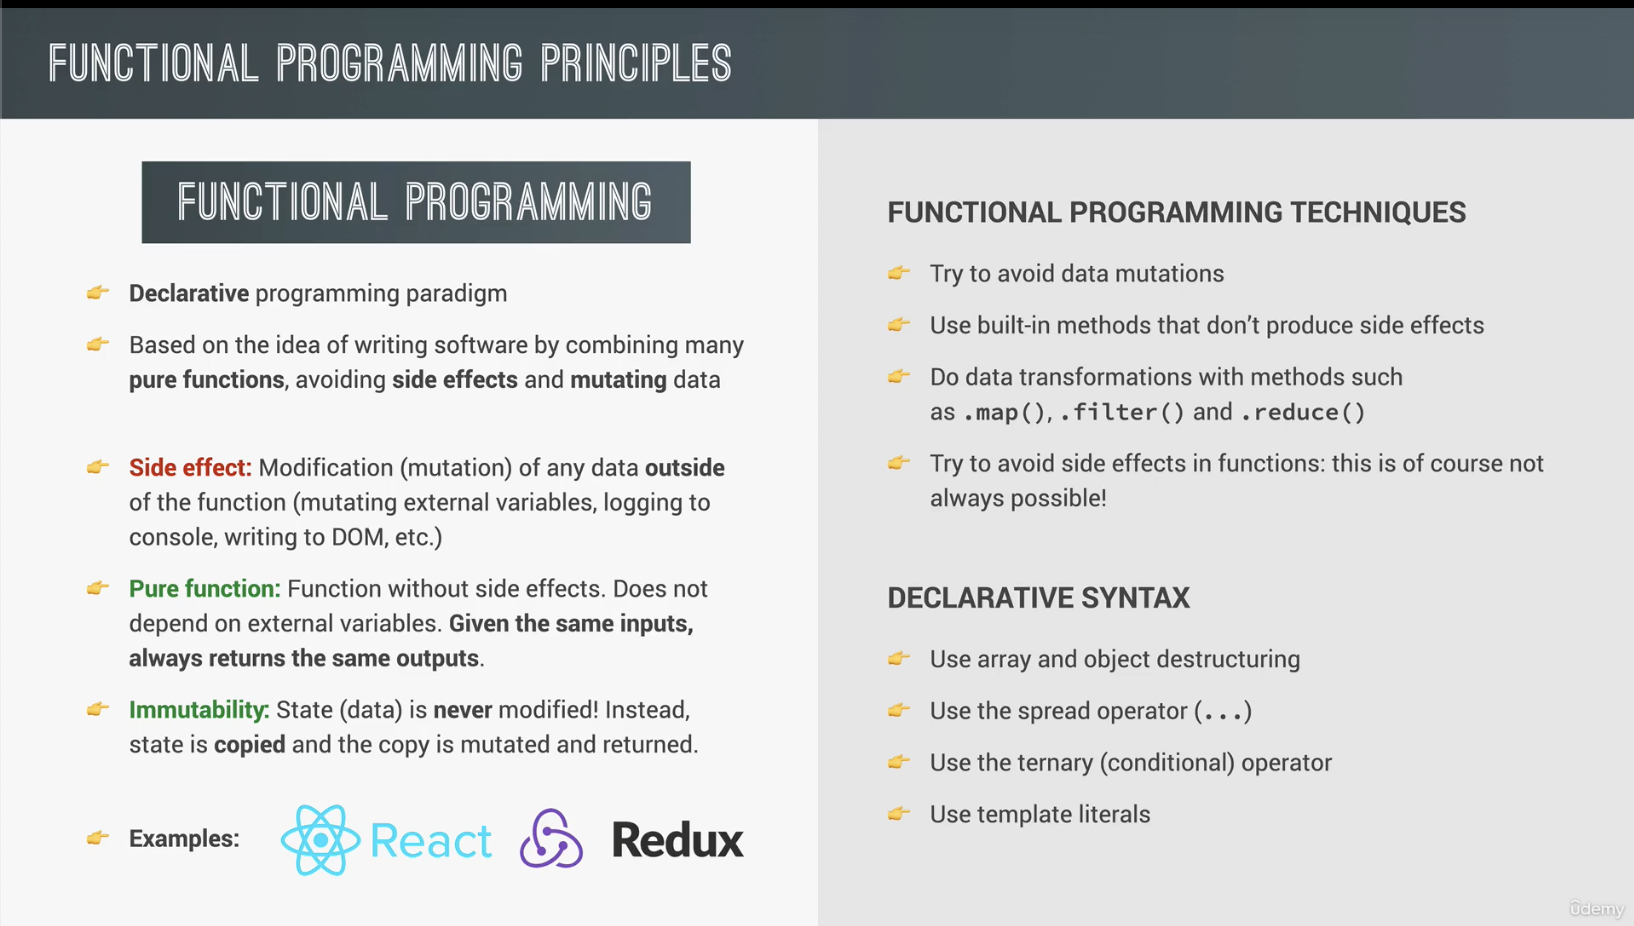 FUNCTIONAL PROGRAMMING PRINCIPLES
FUNCTIONAL PROGRAMMING
Declarative programming paradigm
Based on the idea of writing software by combining many
pure functions, avoiding side effects and mutating data
Side effect: Modification (mutation) of any data outside
of the function (mutating external variables, logging to
console, writing to DOM, etc.)
Pure function: Function without side effects. Does not
depend on external variables. Given the same inputs,
always returns the same outputs.
Immutability: State (data) is never modified! Instead,
state is copied and the copy is mutated and returned.
Examples: React Redux
FUNCTIONAL PROGRAMMING TECHNIQUES
Try to avoid data mutations
Use built-in methods that don’t produce side effects
Do data transformations with methods such
as .map(), .filter() and .reduce()
Try to avoid side effects in functions: this is of course not
always possible!
DECLARATIVE SYNTAX
Use array and object destructuring
Use the spread operator (...)
Use the ternary (conditional) operator
Use template literals
ûdemy